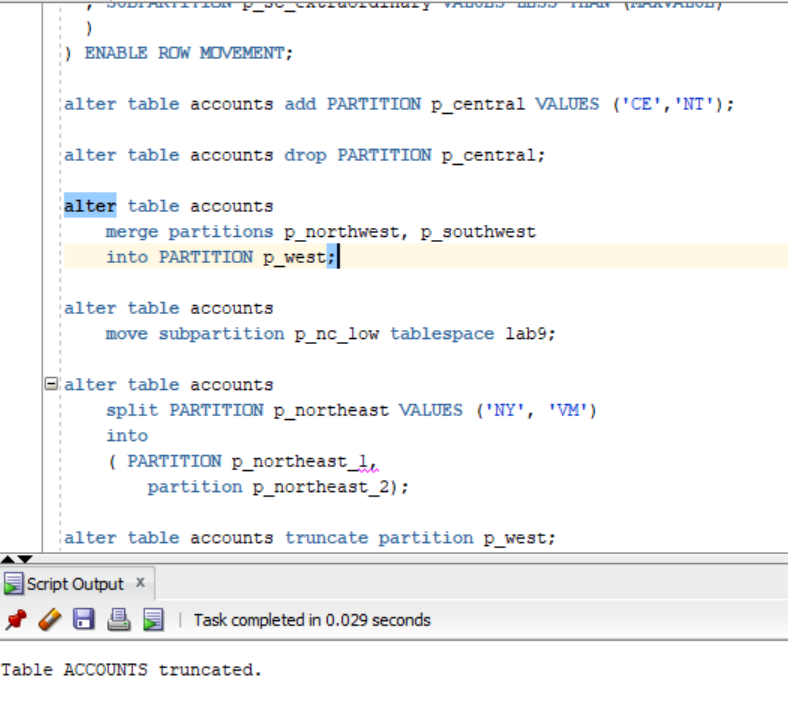 , SUBPARTITION p_sc_extraordinary VALUES LESS THAN (MAXVALUE)
)
) ENABLE ROW MOVEMENT;
alter table accounts add PARTITION p_central VALUES ('CE','NT');
alter table accounts drop PARTITION p_central;
alter table accounts
merge partitions p_northwest, p_southwest
into PARTITION p_west;
alter table accounts
move subpartition p_nc_low tablespace lab9;
alter table accounts
split PARTITION p_northeast VALUES ('NY', 'VM')
into
( PARTITION p_northeast_1,
partition p_northeast_2);
alter table accounts truncate partition p_west;
Script Output x
Task completed in 0.029 seconds
Table ACCOUNTS truncated.